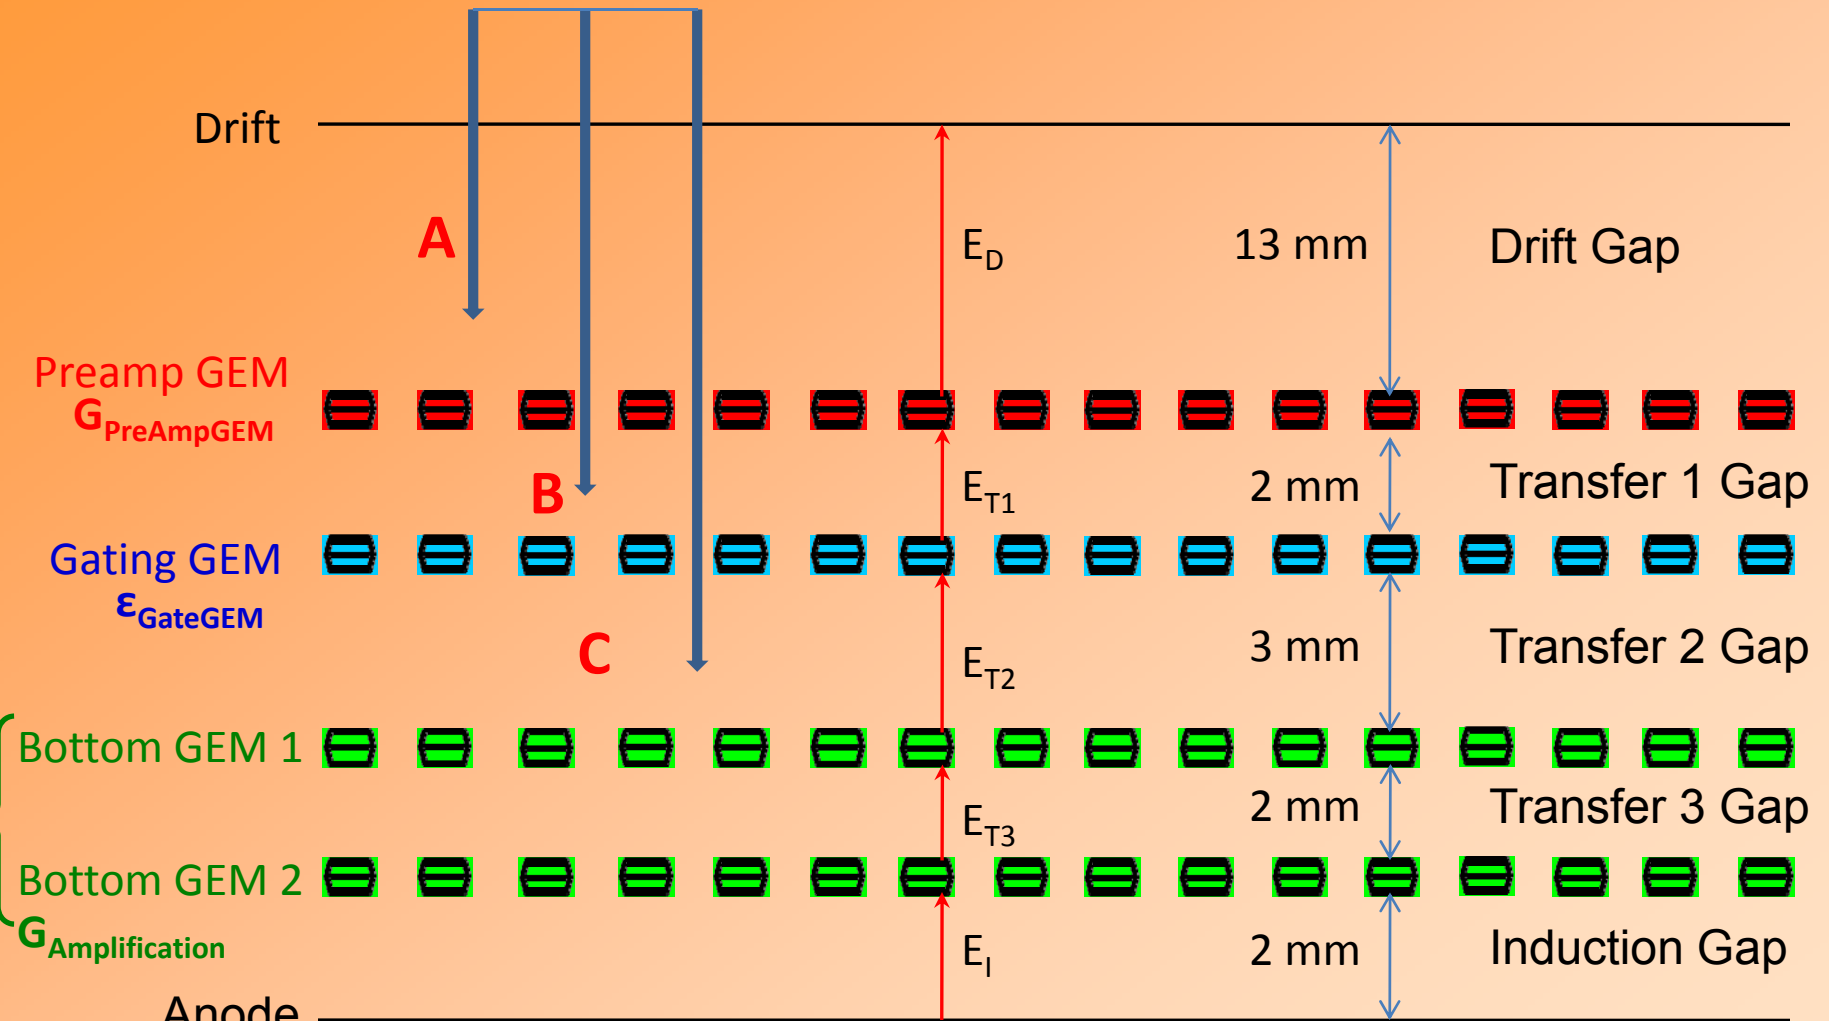 Drift
A
E_D
13 mm
Drift Gap
Preamp GEM
G_PreAmpGEM
B
E_T1
2 mm
Transfer 1 Gap
Gating GEM
ε_GateGEM
C
E_T2
3 mm
Transfer 2 Gap
Bottom GEM 1
E_T3
2 mm
Transfer 3 Gap
Bottom GEM 2
G_Amplification
E_I
2 mm
Induction Gap
Anode